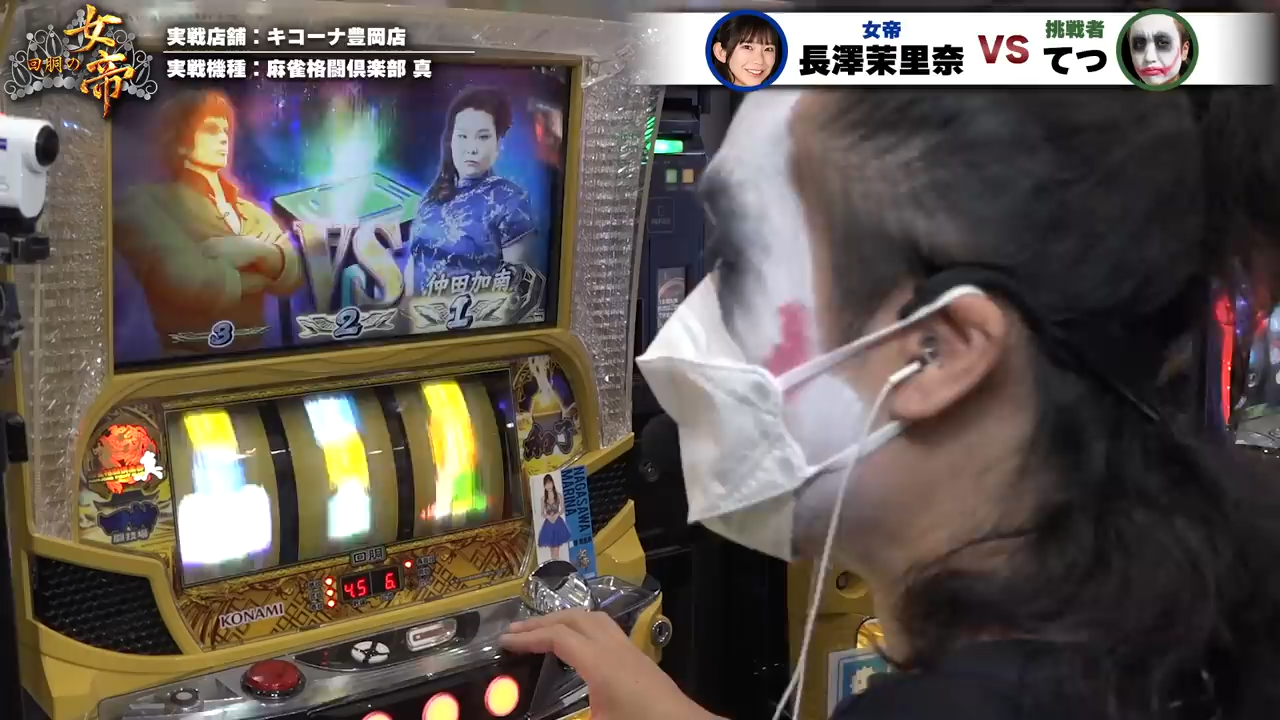 回胴の
女帝
実戦店舗：キコーナ豊岡店
実戦機種：麻雀格闘倶楽部 真
女帝
長澤茉里奈
VS
挑戦者
てつ
VS
仲田加南
3
2
1
NAGASAWA
MARINA
回胴
45
6
KONAMI